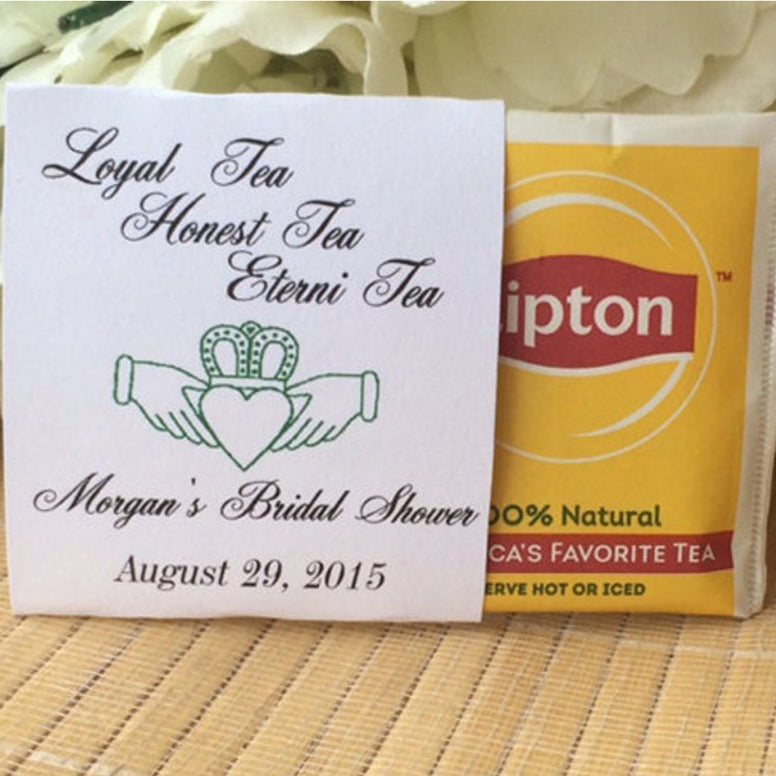 Loyal Tea
Honest Tea
Eterni Tea
Morgan's Bridal Shower
August 29, 2015
Lipton
TM
00% Natural
CA'S FAVORITE TEA
ERVE HOT OR ICED